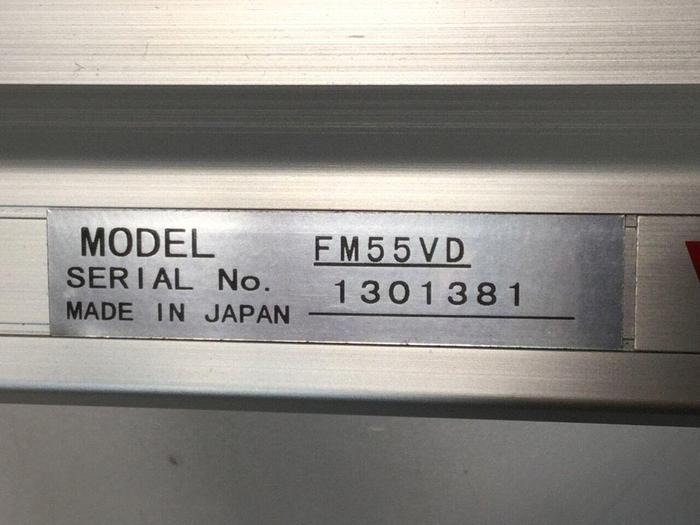 MODEL FM55VD
SERIAL No. 1301381
MADE IN JAPAN